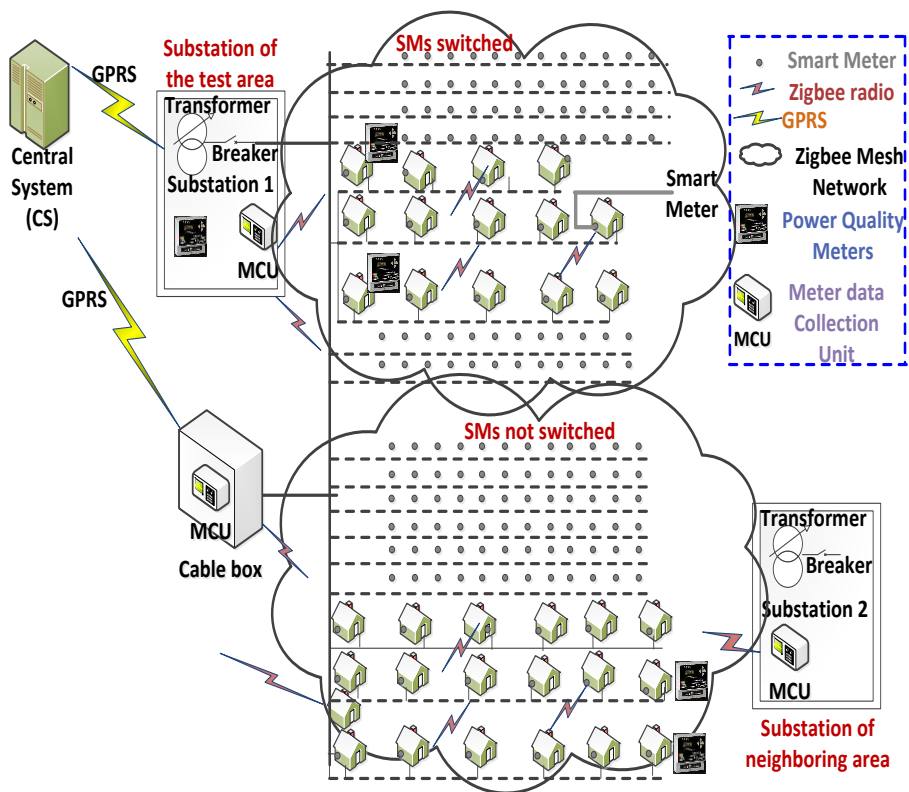 GPRS
Central
System
(CS)
Substation of
the test area
Transformer
Breaker
Substation 1
MCU
SMs switched
Smart
Meter
Smart Meter
Zigbee radio
GPRS
Zigbee Mesh
Network
Power Quality
Meters
Meter data
Collection
Unit
MCU
GPRS
MCU
Cable box
SMs not switched
Transformer
Breaker
Substation 2
MCU
Substation of
neighboring area